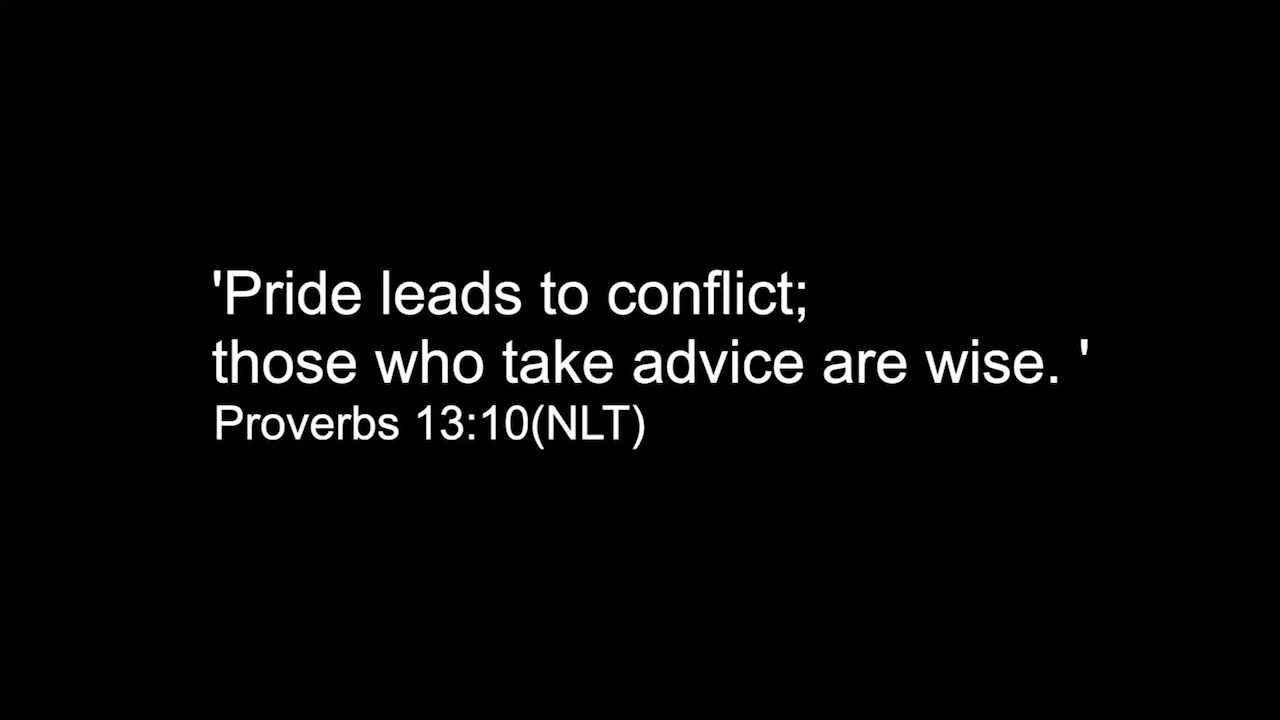 'Pride leads to conflict;
those who take advice are wise. '
Proverbs 13:10(NLT)